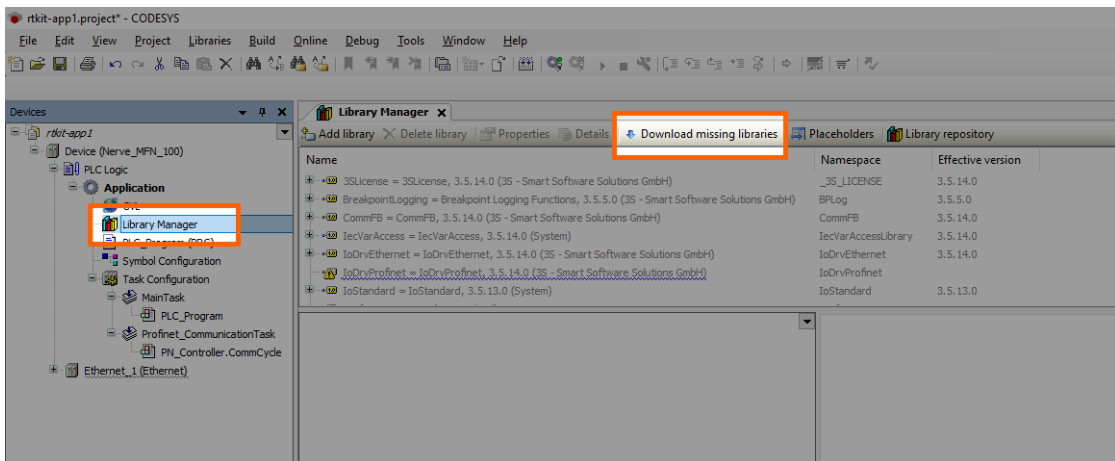 rtkit-app1.project* - CODESYS
File Edit View Project Libraries Build Online Debug Tools Window Help
Devices
rtkit-app1
Device (Nerve_MFN_100)
PLC Logic
Application
GVL
Library Manager
PLC_Program (PRG)
Symbol Configuration
Task Configuration
MainTask
PLC_Program
Profinet_CommunicationTask
PN_Controller.CommCycle
Ethernet_1 (Ethernet)
Library Manager
Add library Delete library Properties Details Download missing libraries Placeholders Library repository
Name Namespace Effective version
3SLicense = 3SLicense, 3.5.14.0 (3S - Smart Software Solutions GmbH) _3S_LICENSE 3.5.14.0
BreakpointLogging = Breakpoint Logging Functions, 3.5.5.0 (3S - Smart Software Solutions GmbH) BPLog 3.5.5.0
CommFB = CommFB, 3.5.14.0 (3S - Smart Software Solutions GmbH) CommFB 3.5.14.0
IecVarAccess = IecVarAccess, 3.5.14.0 (System) IecVarAccessLibrary 3.5.14.0
IoDrvEthernet = IoDrvEthernet, 3.5.14.0 (3S - Smart Software Solutions GmbH) IoDrvEthernet 3.5.14.0
IoDrvProfinet = IoDrvProfinet, 3.5.14.0 (3S - Smart Software Solutions GmbH) IoDrvProfinet
IoStandard = IoStandard, 3.5.13.0 (System) IoStandard 3.5.13.0